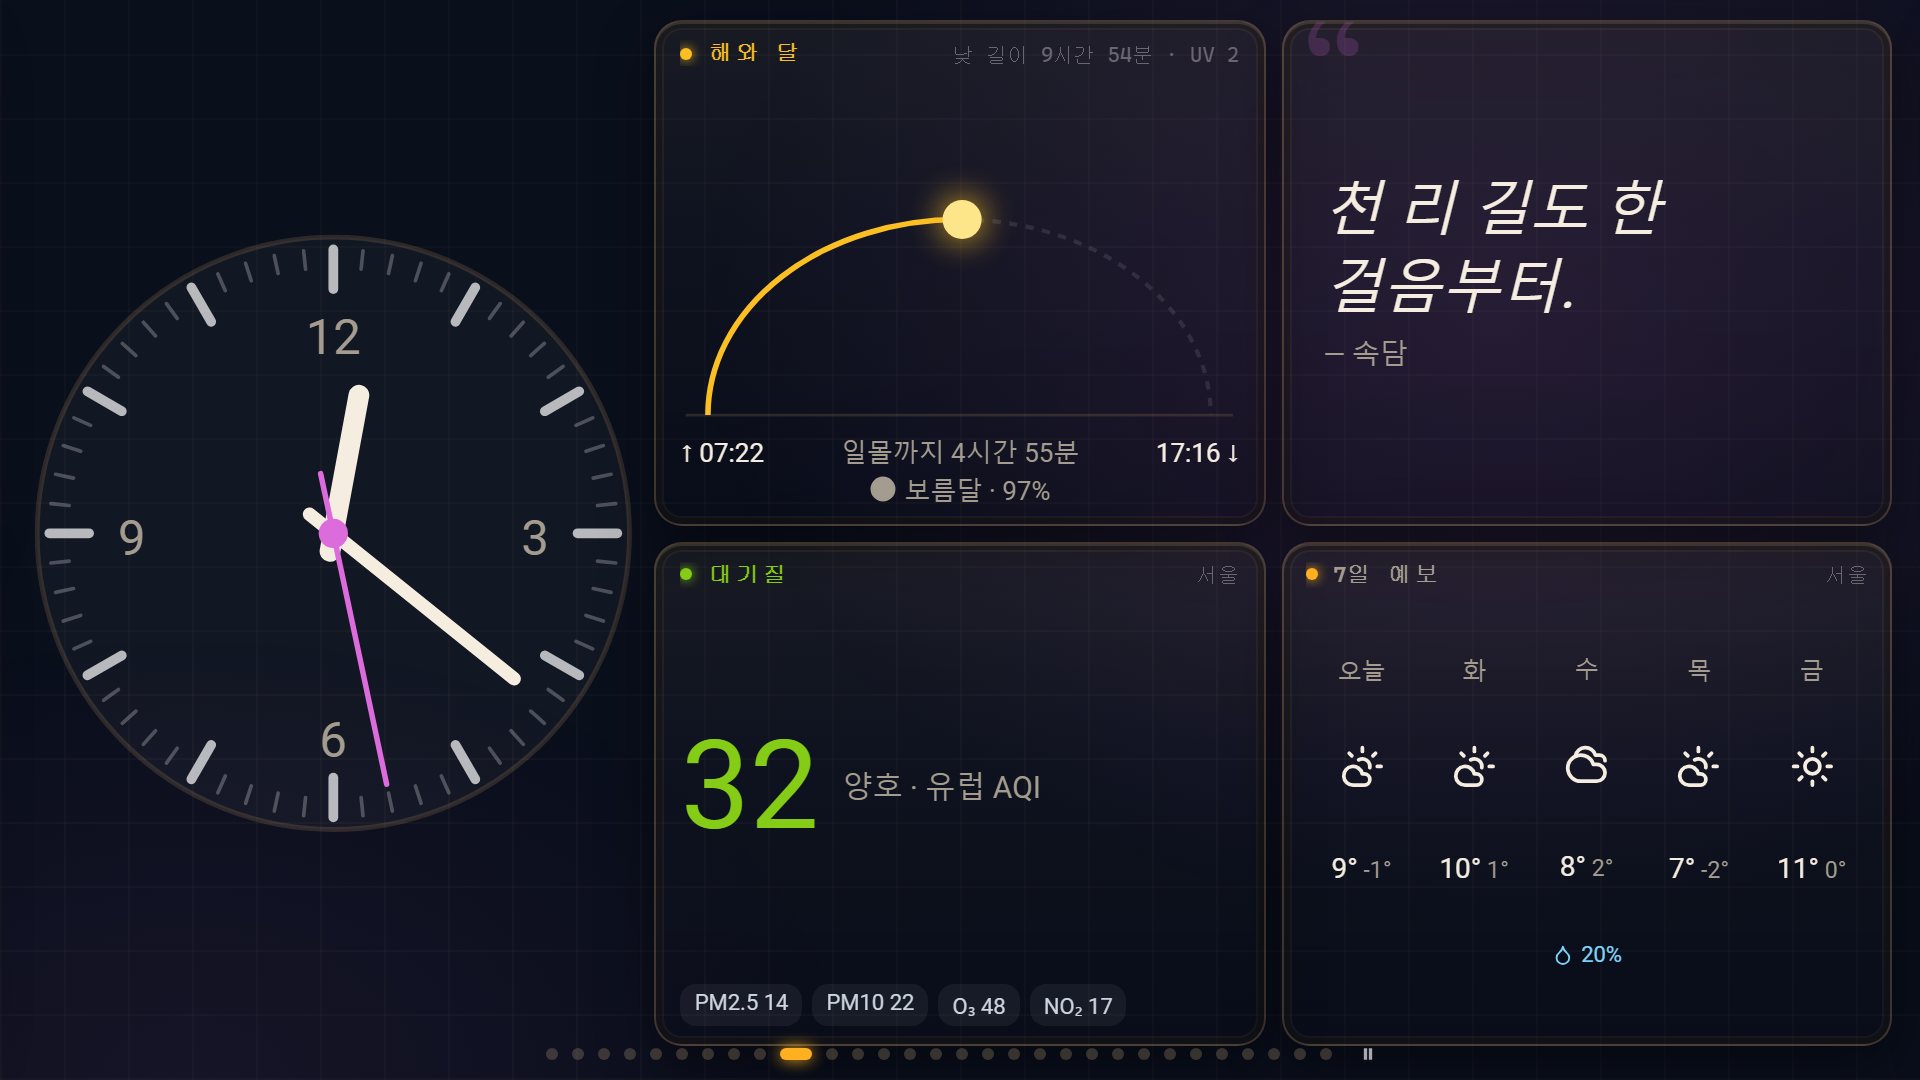 12
3
6
9
해와 달
낮 길이 9시간 54분 · UV 2
↑ 07:22
일몰까지 4시간 55분
17:16 ↓
보름달 · 97%
“
천 리 길도 한
걸음부터.
– 속담
대기질
서울
32
양호 · 유럽 AQI
PM2.5 14
PM10 22
O₃ 48
NO₂ 17
7일 예보
서울
오늘 화 수 목 금
9° -1° 10° 1° 8° 2° 7° -2° 11° 0°
20%